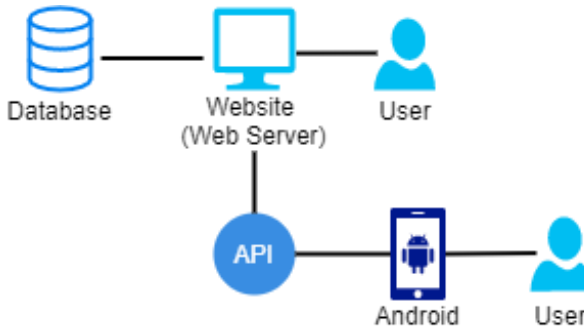 Database
Website
(Web Server)
User
API
Android
User